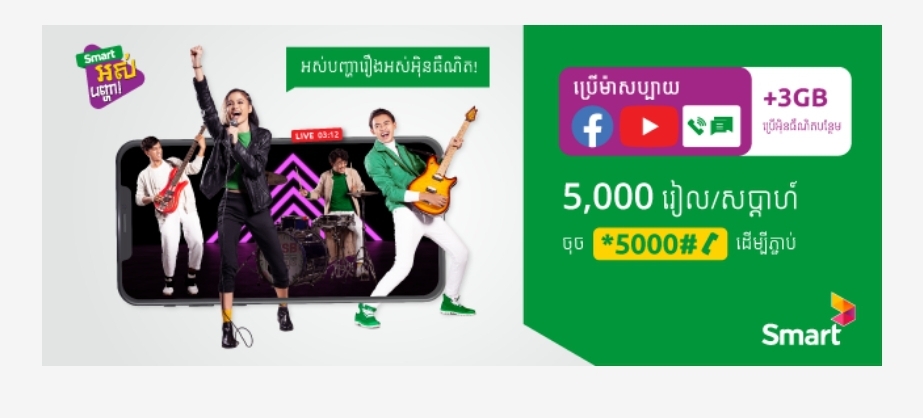 Smart
អស់
បញ្ហា!
អស់បញ្ហារឿងអស់អ៊ិនធឺណិត!
LIVE 03:12
ប្រើម៉ាសប្បាយ
+3GB
ប្រើអ៊ិនធឺណិតបន្ថែម
5,000 រៀល/សប្តាហ៍
ចុច *5000# ដើម្បីភ្ជាប់
Smart